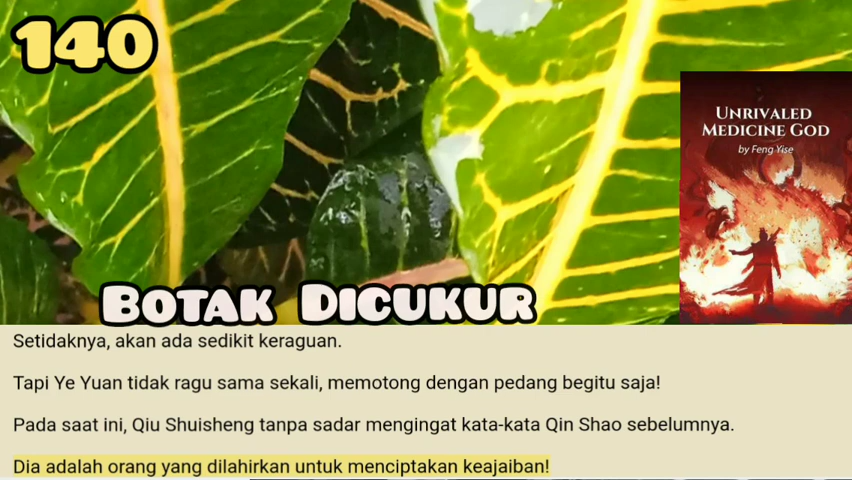 140
UNRIVALED
MEDICINE GOD
by Feng Yise
BOTAK DICUKUR
Setidaknya, akan ada sedikit keraguan.
Tapi Ye Yuan tidak ragu sama sekali, memotong dengan pedang begitu saja!
Pada saat ini, Qiu Shuisheng tanpa sadar mengingat kata-kata Qin Shao sebelumnya.
Dia adalah orang yang dilahirkan untuk menciptakan keajaiban!